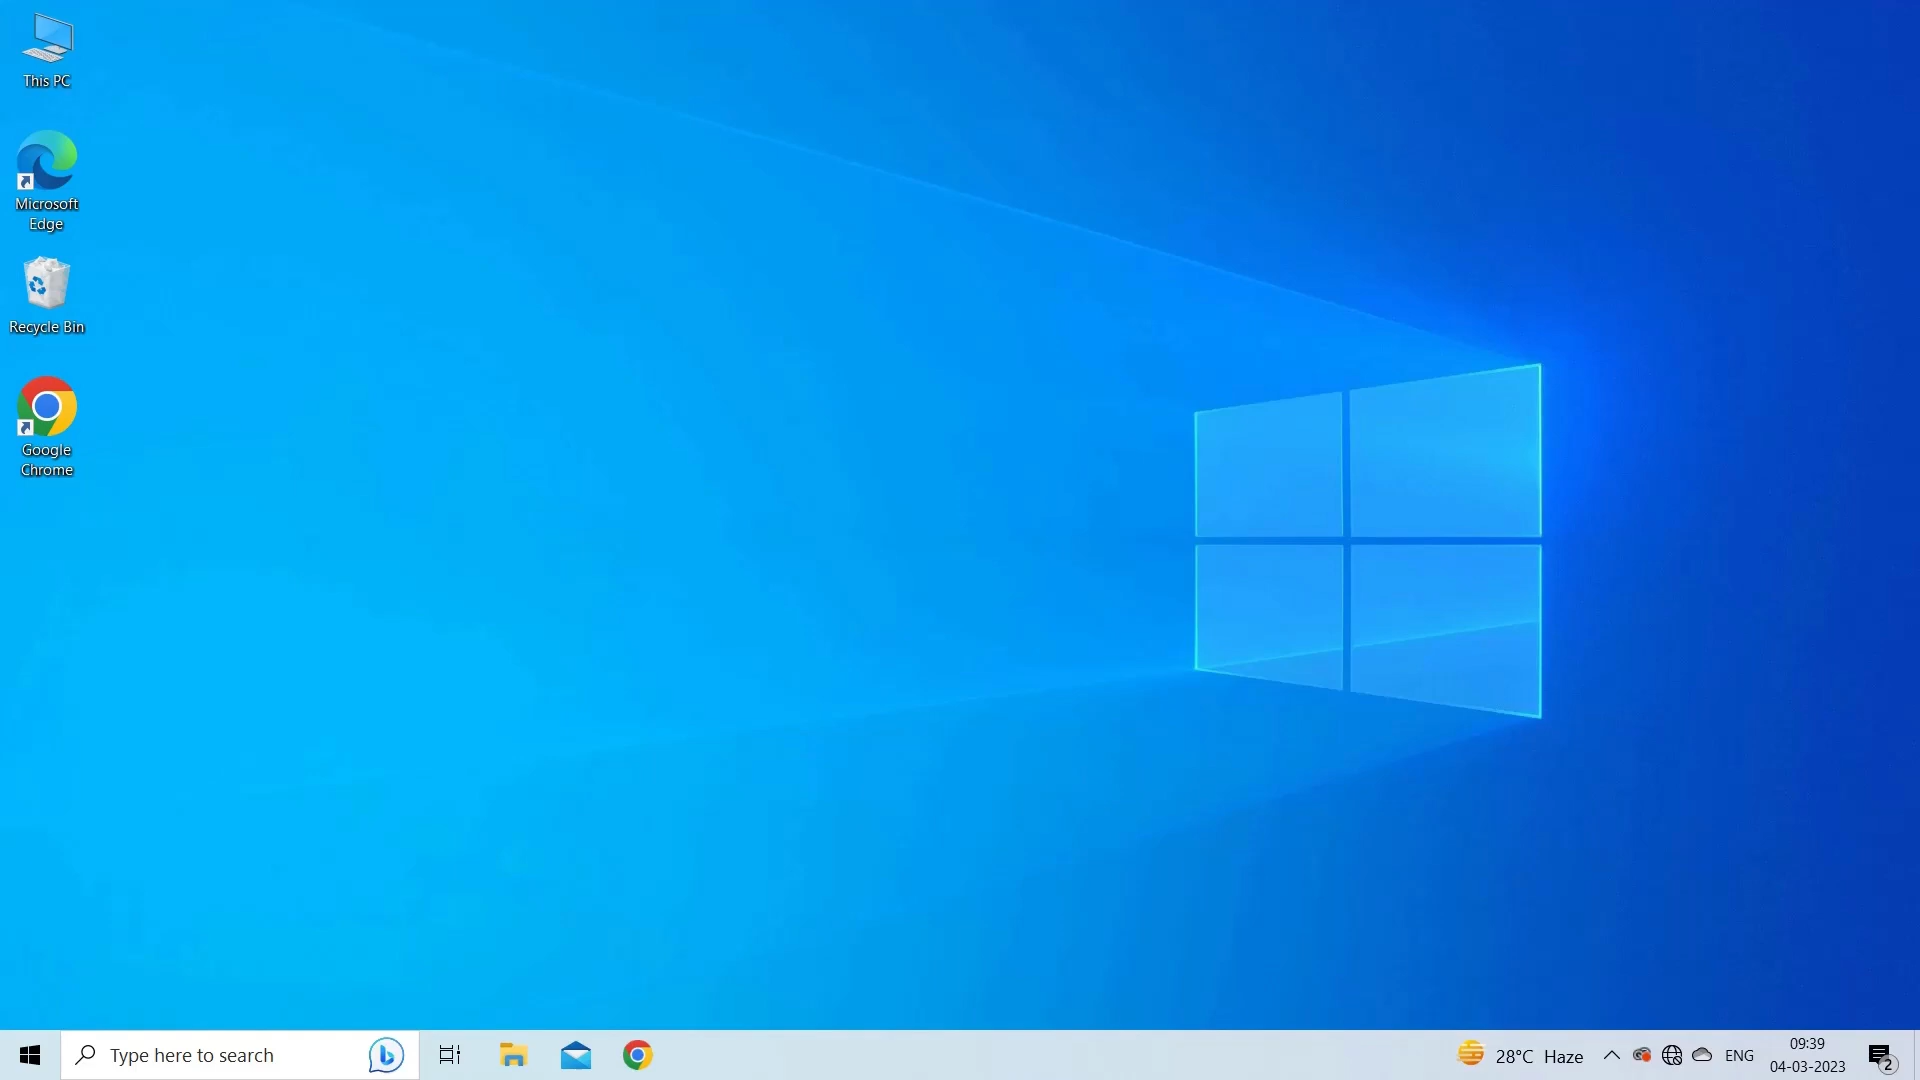 This PC
Microsoft
Edge
Recycle Bin
Google
Chrome
Type here to search
28°C Haze
ENG
09:39
04-03-2023
2